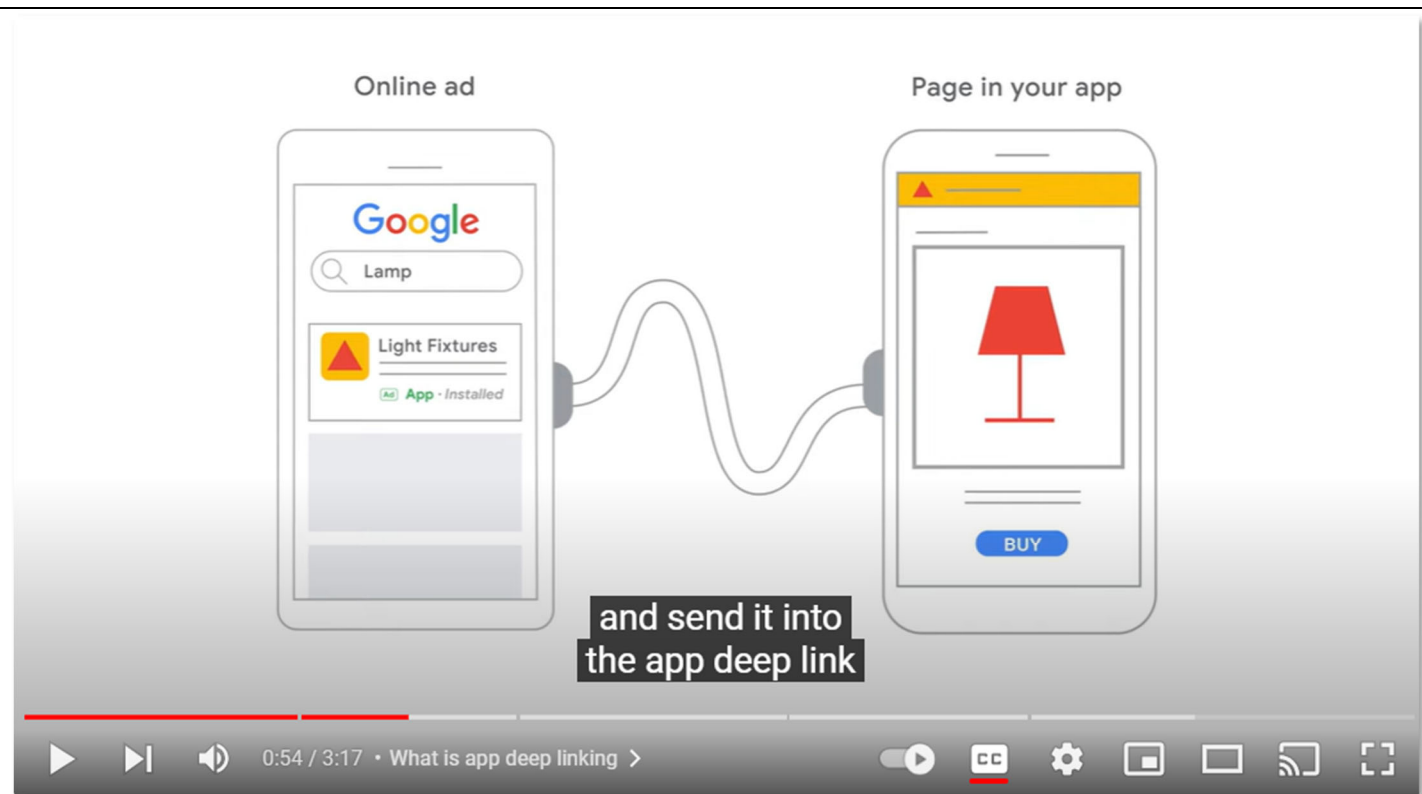 Online ad
Page in your app
Google
Lamp
Light Fixtures
Ad App · Installed
BUY
and send it into
the app deep link
0:54 / 3:17 • What is app deep linking
CC